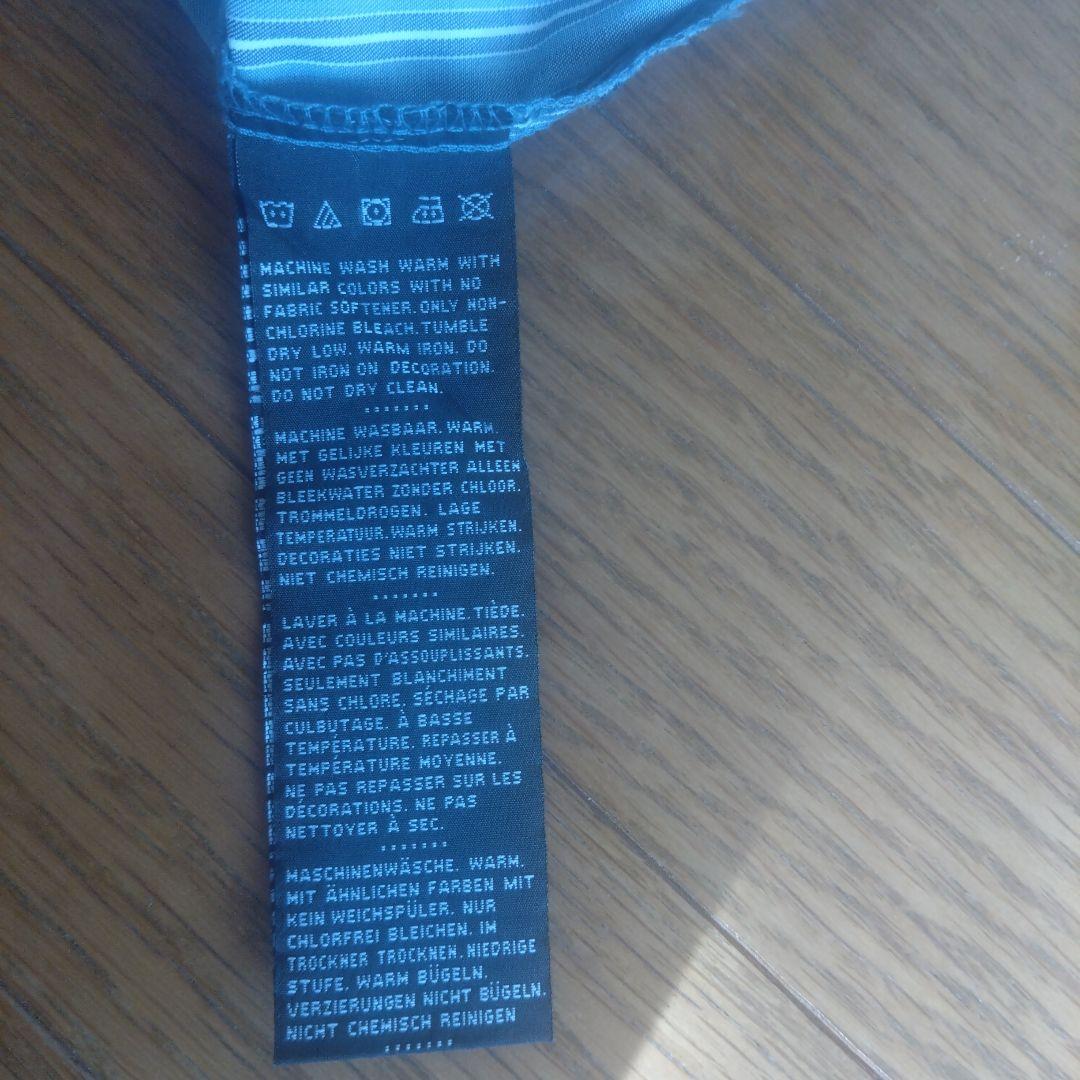 MACHINE WASH WARM WITH
SIMILAR COLORS WITH NO
FABRIC SOFTENER. ONLY NON-
CHLORINE BLEACH. TUMBLE
DRY LOW. WARM IRON. DO
NOT IRON ON DECORATION.
DO NOT DRY CLEAN.
MACHINE WASBAAR. WARM.
MET GELIJKE KLEUREN MET
GEEN WASVERZACHTER ALLEEN
BLEEKWATER ZONDER CHLOOR.
TROMMELDROGEN. LAGE
TEMPERATUUR. WARM STRIJKEN.
DECORATIES NIET STRIJKEN.
NIET CHEMISCH REINIGEN.
LAVER À LA MACHINE. TIÈDE.
AVEC COULEURS SIMILAIRES.
AVEC PAS D'ASSOUPLISSANTS.
SEULEMENT BLANCHIMENT
SANS CHLORE. SÉCHAGE PAR
CULBUTAGE. À BASSE
TEMPÉRATURE. REPASSER À
TEMPÉRATURE MOYENNE.
NE PAS REPASSER SUR LES
DÉCORATIONS. NE PAS
NETTOYER À SEC.
MASCHINENWÄSCHE. WARM.
MIT ÄHNLICHEN FARBEN MIT
KEIN WEICHSPÜLER. NUR
CHLORFREI BLEICHEN. IM
TROCKNER TROCKNEN. NIEDRIGE
STUFE. WARM BÜGELN.
VERZIERUNGEN NICHT BÜGELN.
NICHT CHEMISCH REINIGEN